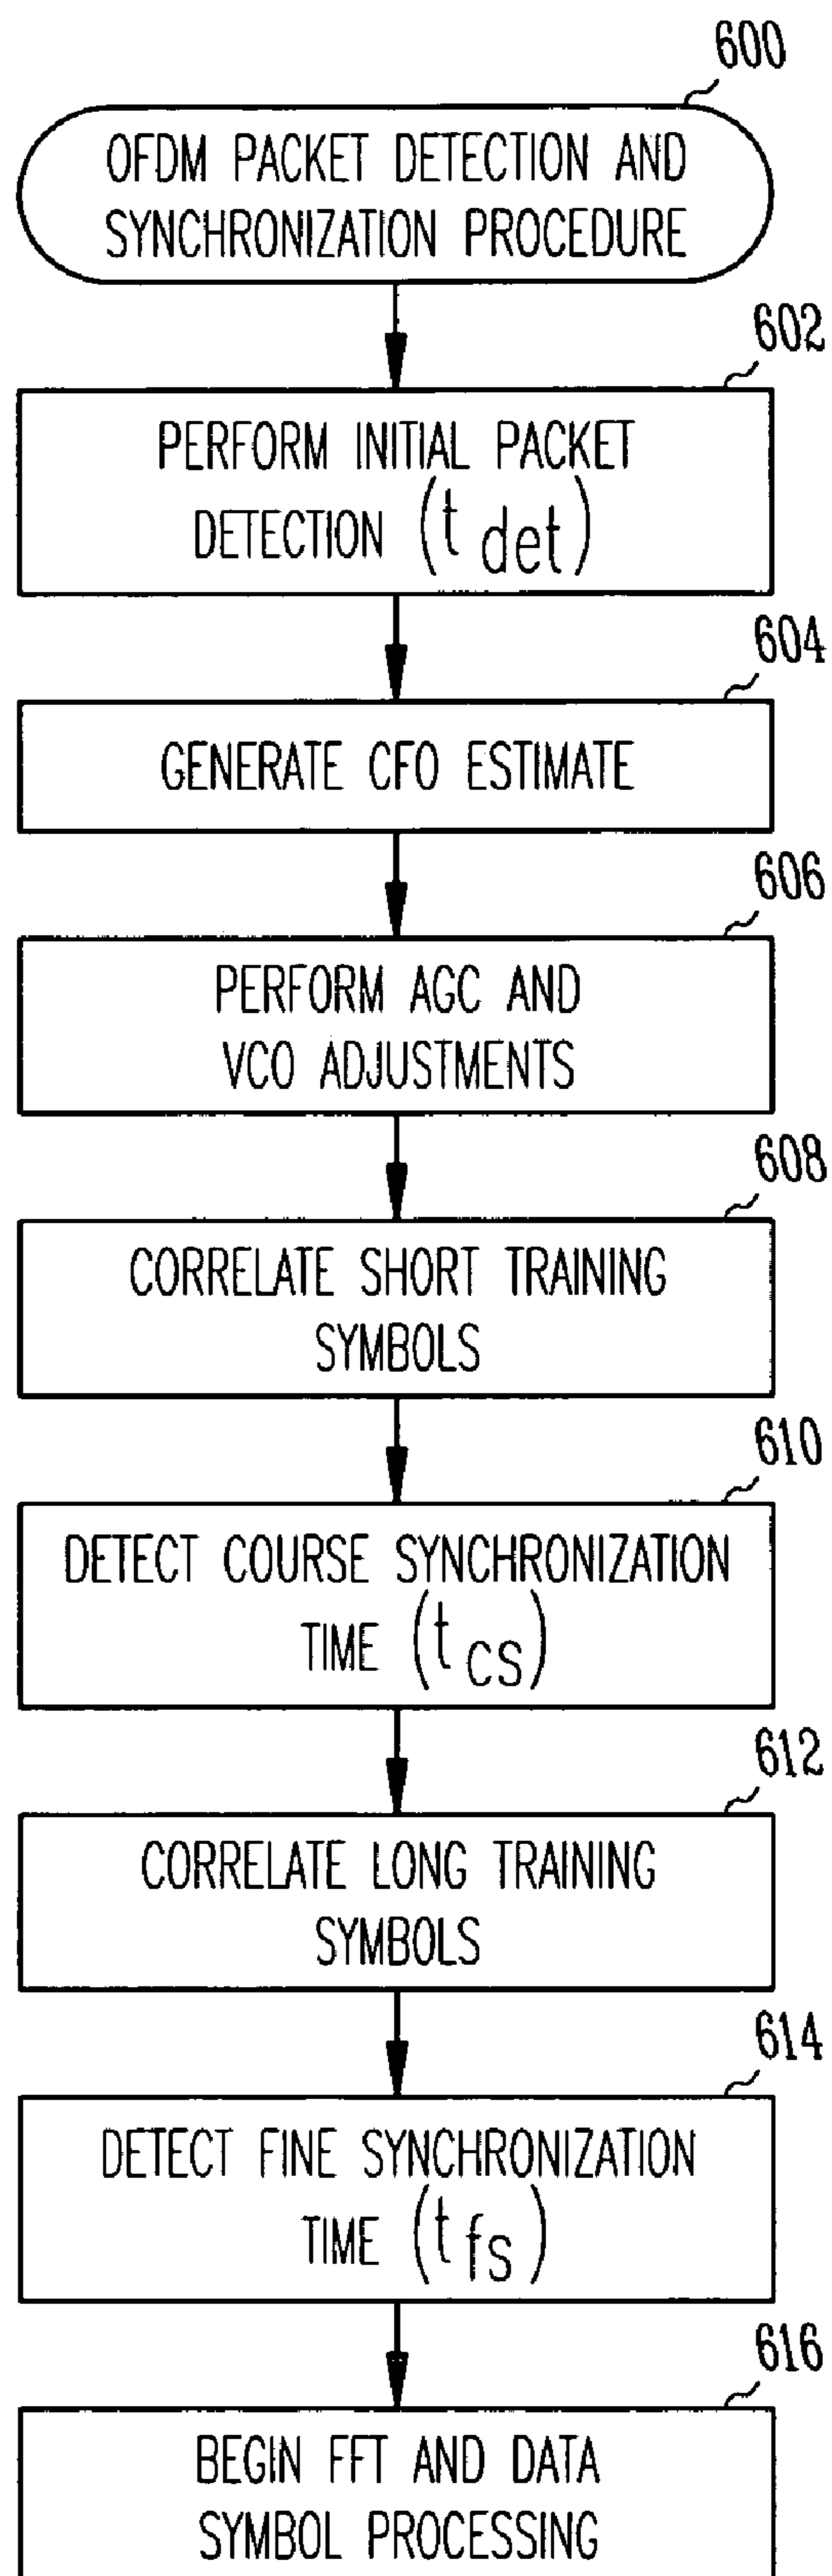 600
OFDM PACKET DETECTION AND
SYNCHRONIZATION PROCEDURE
602
PERFORM INITIAL PACKET
DETECTION (t det)
604
GENERATE CFO ESTIMATE
606
PERFORM AGC AND
VCO ADJUSTMENTS
608
CORRELATE SHORT TRAINING
SYMBOLS
610
DETECT COURSE SYNCHRONIZATION
TIME (t cs)
612
CORRELATE LONG TRAINING
SYMBOLS
614
DETECT FINE SYNCHRONIZATION
TIME (t fs)
616
BEGIN FFT AND DATA
SYMBOL PROCESSING